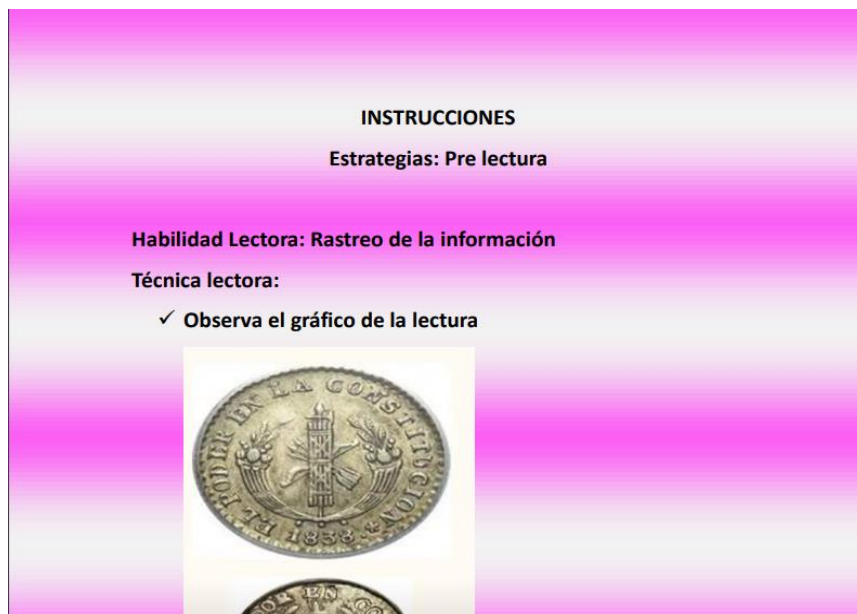 INSTRUCCIONES
Estrategias: Pre lectura
Habilidad Lectora: Rastreo de la información
Técnica lectora:
✓ Observa el gráfico de la lectura
EL PODER EN LA CONSTITUCION
1838
EN